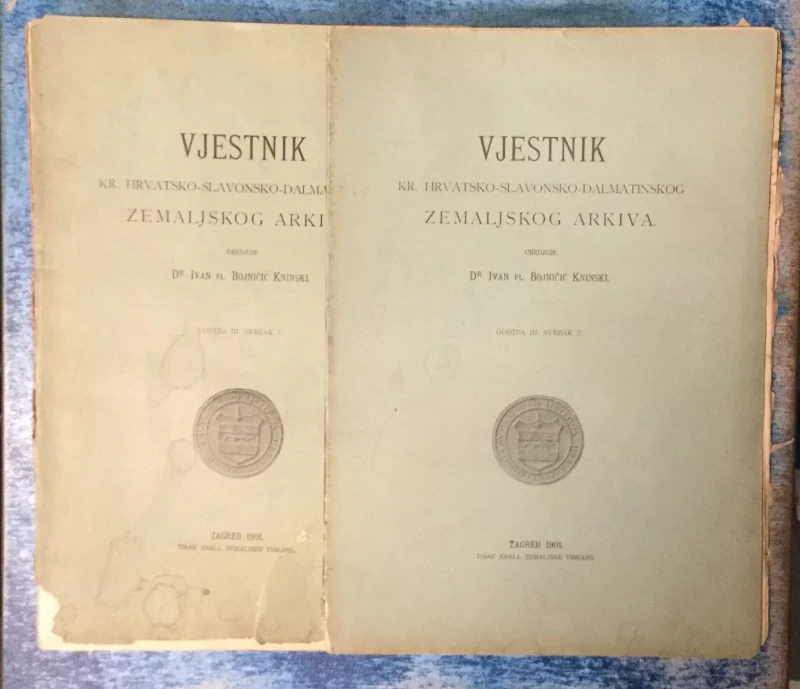 VJESTNIK
KR. HRVATSKO-SLAVONSKO-DALMA
ZEMALJSKOG ARKI
UREDJUJE
DR. IVAN PL. BOJNIČIĆ KNINSKI.
GODINA III. SVEZAK 1.
ZAGREB 1901.
TISAK KRALJ. ZEMALJSKE TISKARE.
VJESTNIK
KR. HRVATSKO-SLAVONSKO-DALMATINSKOG
ZEMALJSKOG ARKIVA.
UREDJUJE
DR. IVAN PL. BOJNIČIĆ KNINSKI.
GODINA III. SVEZAK 2.
ZAGREB 1901.
TISAK KRALJ. ZEMALJSKE TISKARE.